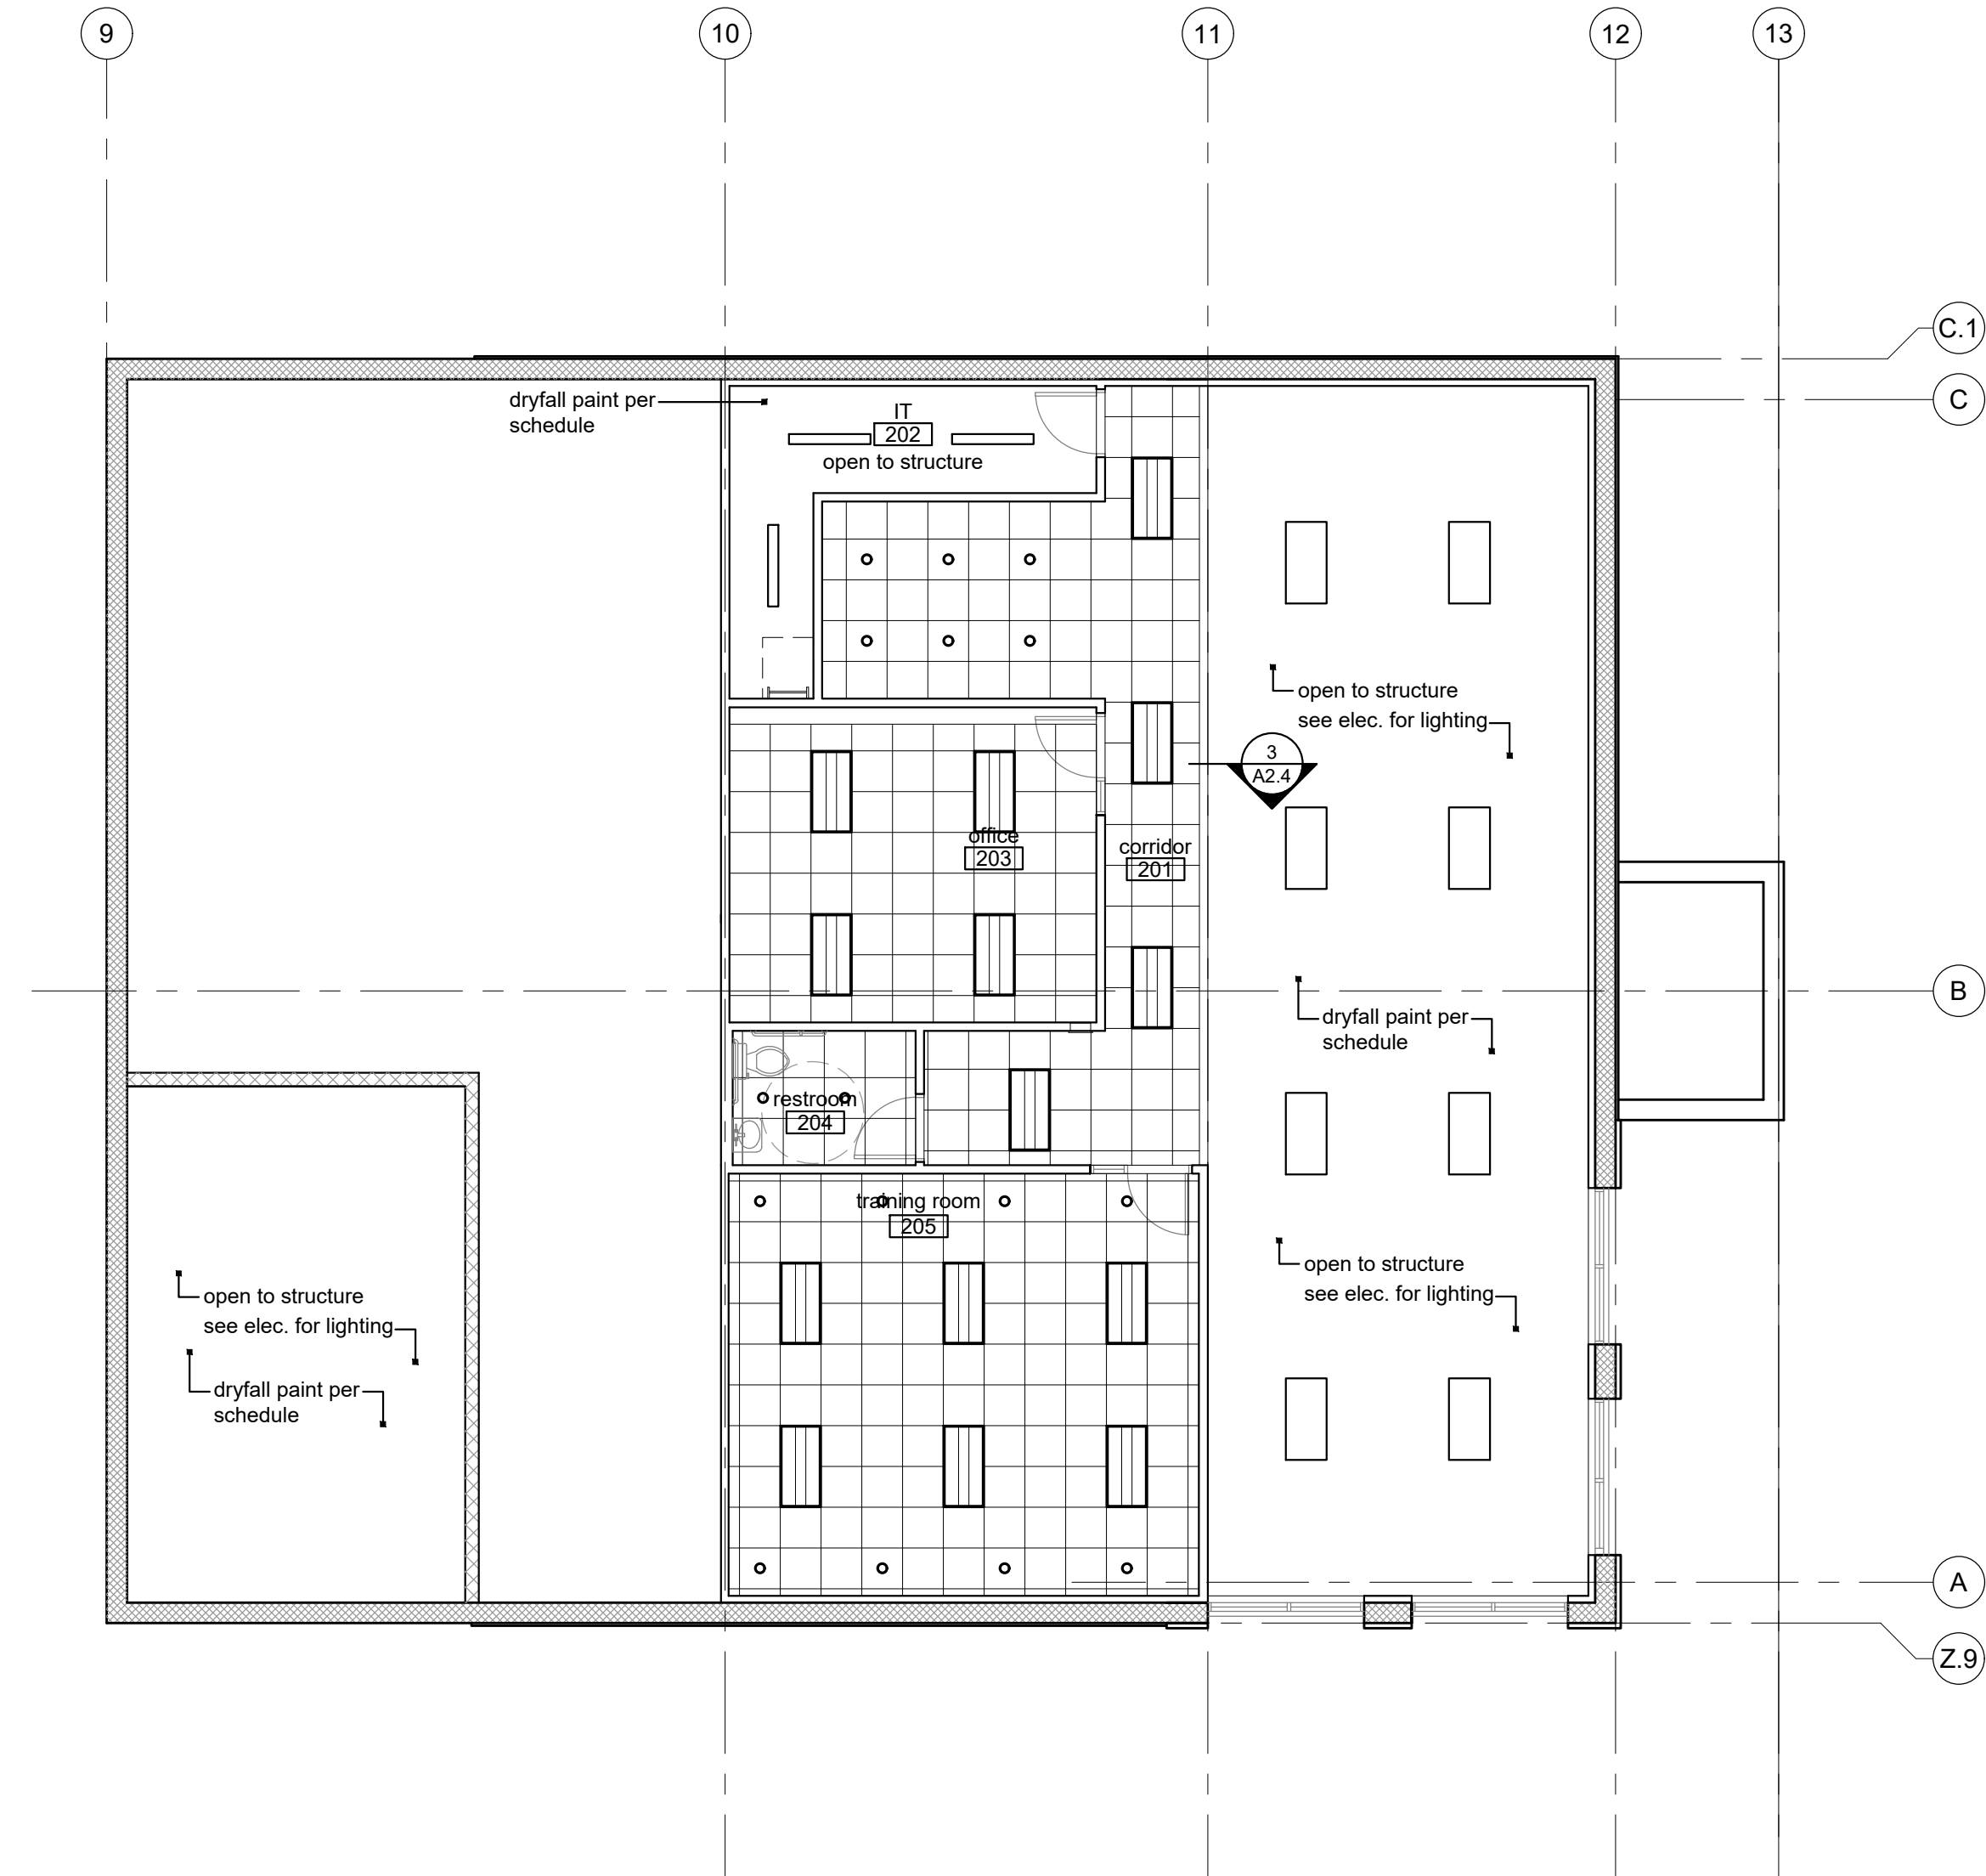 9
10
11
12
13
C.1
C
dryfall paint per
schedule
IT
202
open to structure
open to structure
see elec. for lighting
3
A2.4
office
203
corridor
201
B
dryfall paint per
schedule
restroom
204
training room
205
open to structure
see elec. for lighting
open to structure
see elec. for lighting
dryfall paint per
schedule
A
Z.9